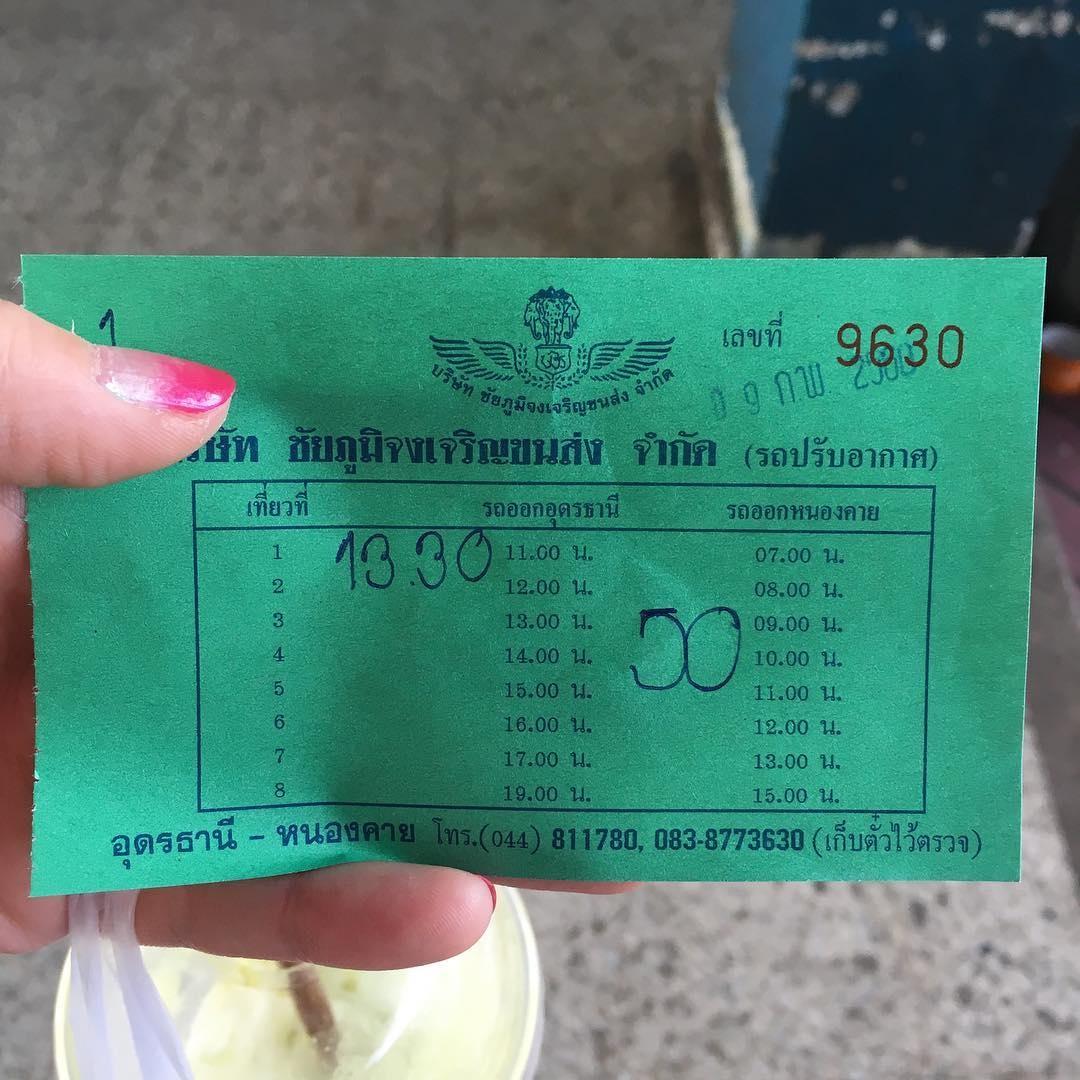 1
เลขที่ 9630
บริษัท ชัยภูมิจงเจริญขนส่ง จำกัด
9 กพ.
ชัยภูมิจงเจริญขนส่ง จำกัด (รถปรับอากาศ)
เที่ยวที่ รถออกอุดรธานี รถออกหนองคาย
13.30
1 11.00 น. 07.00 น.
2 12.00 น. 08.00 น.
50
3 13.00 น. 09.00 น.
4 14.00 น. 10.00 น.
5 15.00 น. 11.00 น.
6 16.00 น. 12.00 น.
7 17.00 น. 13.00 น.
8 19.00 น. 15.00 น.
อุดรธานี - หนองคาย โทร.(044) 811780, 083-8773630 (เก็บตั๋วไว้ตรวจ)